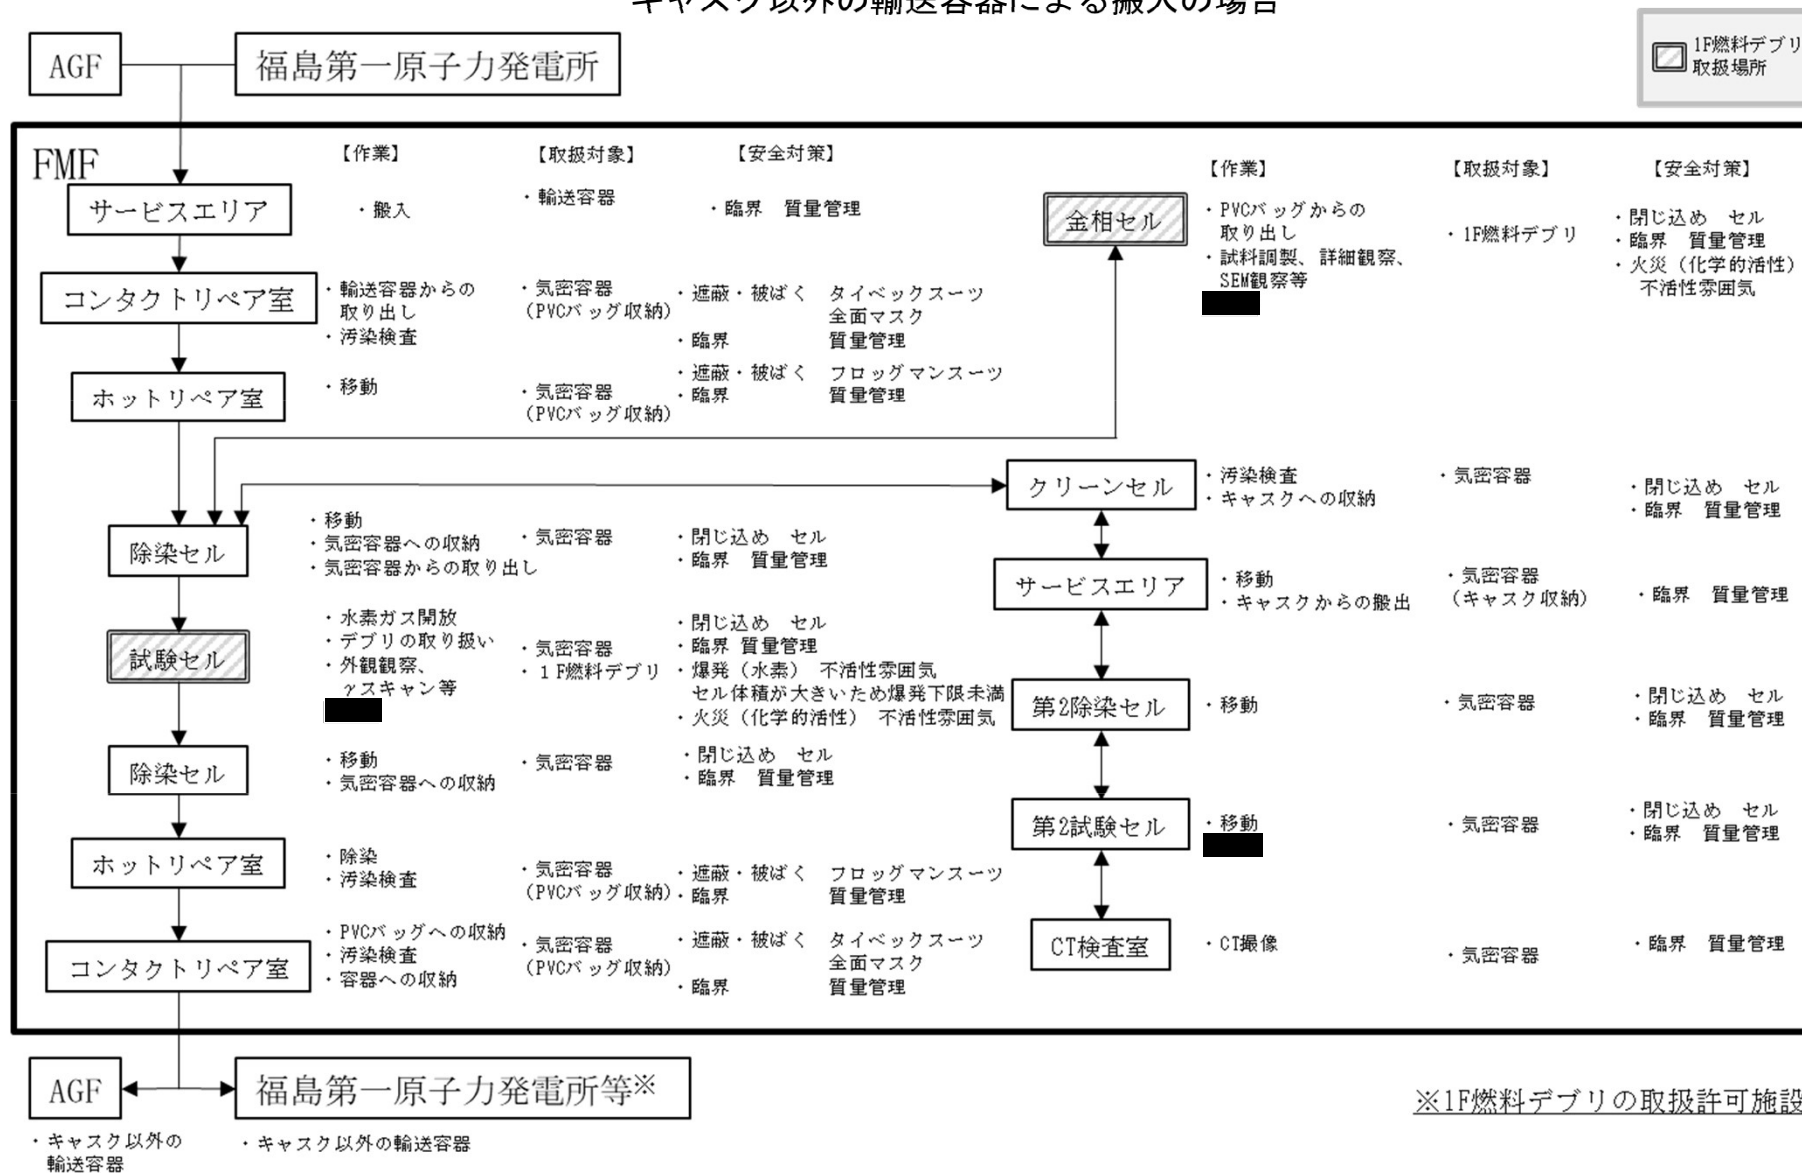 キャスク以外の輸送容器による搬入の場合
1F燃料デブリ
取扱場所
AGF
福島第一原子力発電所
FMF
【作業】
【取扱対象】
【安全対策】
サービスエリア
・搬入
・輸送容器
・臨界 質量管理
コンタクトリペア室
・輸送容器からの
取り出し
・汚染検査
・気密容器
(PVCバッグ収納)
・遮蔽・被ばく タイベックスーツ
全面マスク
・臨界 質量管理
ホットリペア室
・移動
・気密容器
(PVCバッグ収納)
・遮蔽・被ばく フロッグマンスーツ
・臨界 質量管理
除染セル
・移動
・気密容器への収納
・気密容器からの取り出し
・気密容器
・閉じ込め セル
・臨界 質量管理
試験セル
・水素ガス開放
・デブリの取り扱い
・外観観察、
γスキャン等
・気密容器
・1F燃料デブリ
・閉じ込め セル
・臨界 質量管理
・爆発（水素） 不活性雰囲気
セル体積が大きいため爆発下限未満
・火災（化学的活性） 不活性雰囲気
除染セル
・移動
・気密容器への収納
・気密容器
・閉じ込め セル
・臨界 質量管理
ホットリペア室
・除染
・汚染検査
・気密容器
(PVCバッグ収納)
・遮蔽・被ばく フロッグマンスーツ
・臨界 質量管理
コンタクトリペア室
・PVCバッグへの収納
・汚染検査
・容器への収納
・気密容器
(PVCバッグ収納)
・遮蔽・被ばく タイベックスーツ
全面マスク
・臨界 質量管理
【作業】
【取扱対象】
【安全対策】
金相セル
・PVCバッグからの
取り出し
・試料調製、詳細観察、
SEM観察等
・1F燃料デブリ
・閉じ込め セル
・臨界 質量管理
・火災（化学的活性）
不活性雰囲気
クリーンセル
・汚染検査
・キャスクへの収納
・気密容器
・閉じ込め セル
・臨界 質量管理
サービスエリア
・移動
・キャスクからの搬出
・気密容器
（キャスク収納）
・臨界 質量管理
第2除染セル
・移動
・気密容器
・閉じ込め セル
・臨界 質量管理
第2試験セル
・移動
・気密容器
・閉じ込め セル
・臨界 質量管理
CT検査室
・CT撮像
・気密容器
・臨界 質量管理
AGF
福島第一原子力発電所等※
・キャスク以外の
輸送容器
・キャスク以外の輸送容器
※1F燃料デブリの取扱許可施設